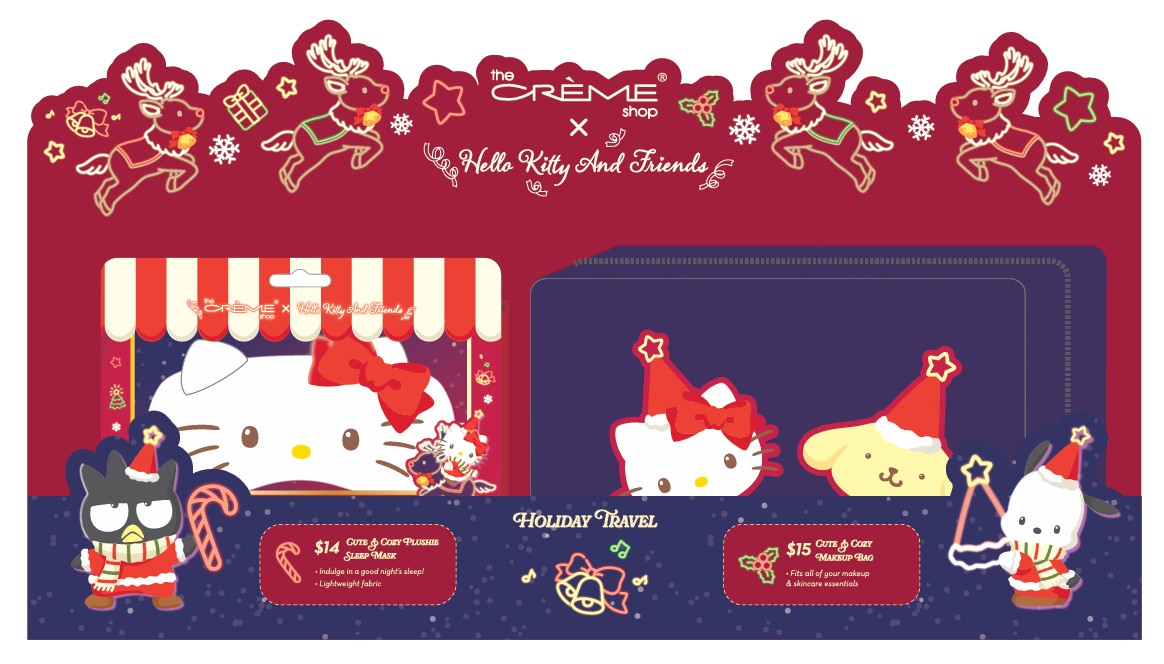 the
CRÈME®
shop
×
Hello Kitty And Friends
the
CRÈME®
shop
× Hello Kitty And Friends
Holiday Travel
$14 Cute & Cozy Plushie
Sleep Mask
• Indulge in a good night's sleep!
• Lightweight fabric
$15 Cute & Cozy
Makeup Bag
• Fits all of your makeup
& skincare essentials